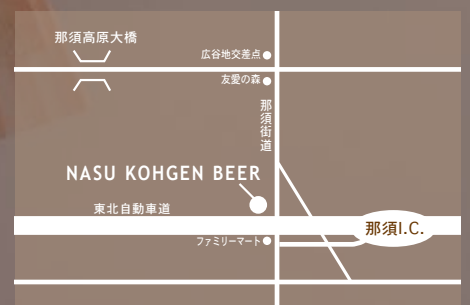 那須高原大橋
広谷地交差点
友愛の森
那須街道
NASU KOHGEN BEER
東北自動車道
那須I.C.
ファミリーマート